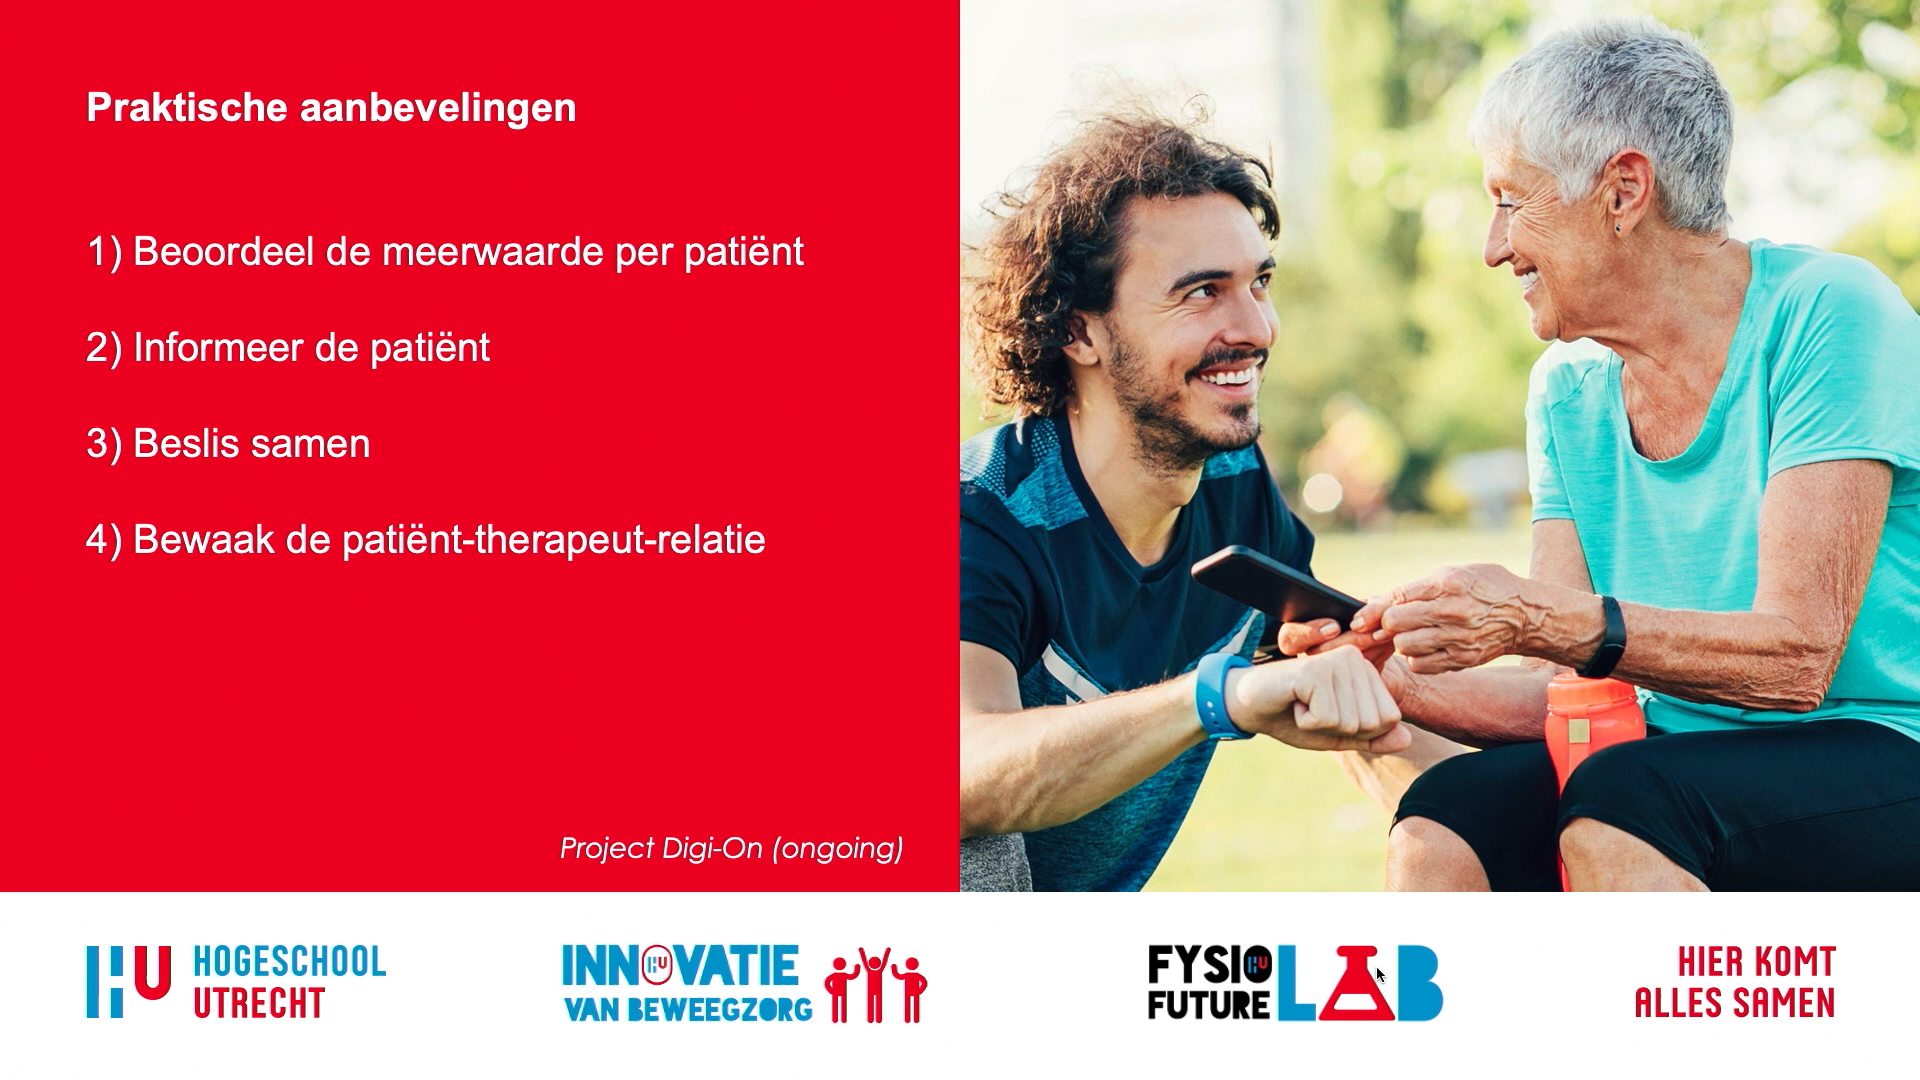 Praktische aanbevelingen
1) Beoordeel de meerwaarde per patiënt
2) Informeer de patiënt
3) Beslis samen
4) Bewaak de patiënt-therapeut-relatie
Project Digi-On (ongoing)
HU HOGESCHOOL
UTRECHT
INNOVATIE
VAN BEWEEGZORG
FYSIO
FUTURE
LAB
HIER KOMT
ALLES SAMEN